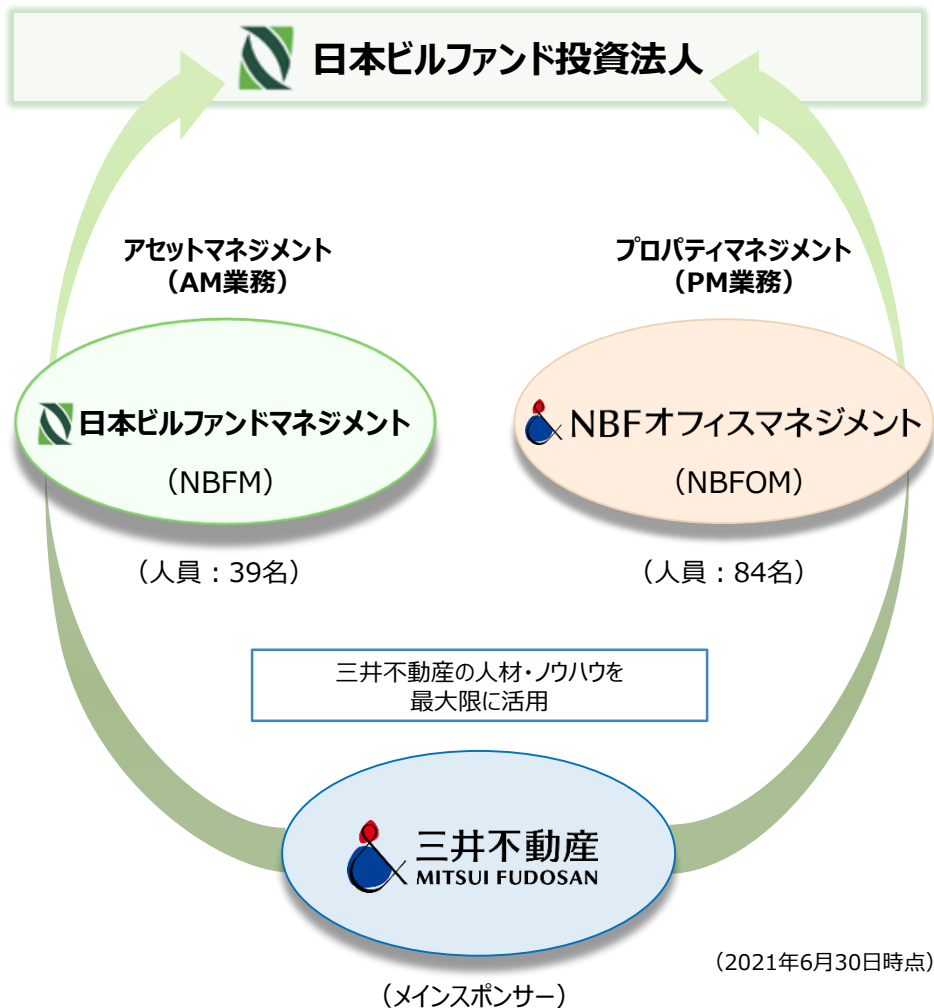 日本ビルファンド投資法人
アセットマネジメント
（AM業務）
プロパティマネジメント
（PM業務）
日本ビルファンドマネジメント
（NBFM）
NBFオフィスマネジメント
（NBFOM）
（人員：39名）
（人員：84名）
三井不動産の人材・ノウハウを
最大限に活用
三井不動産
MITSUI FUDOSAN
（2021年6月30日時点）
（メインスポンサー）